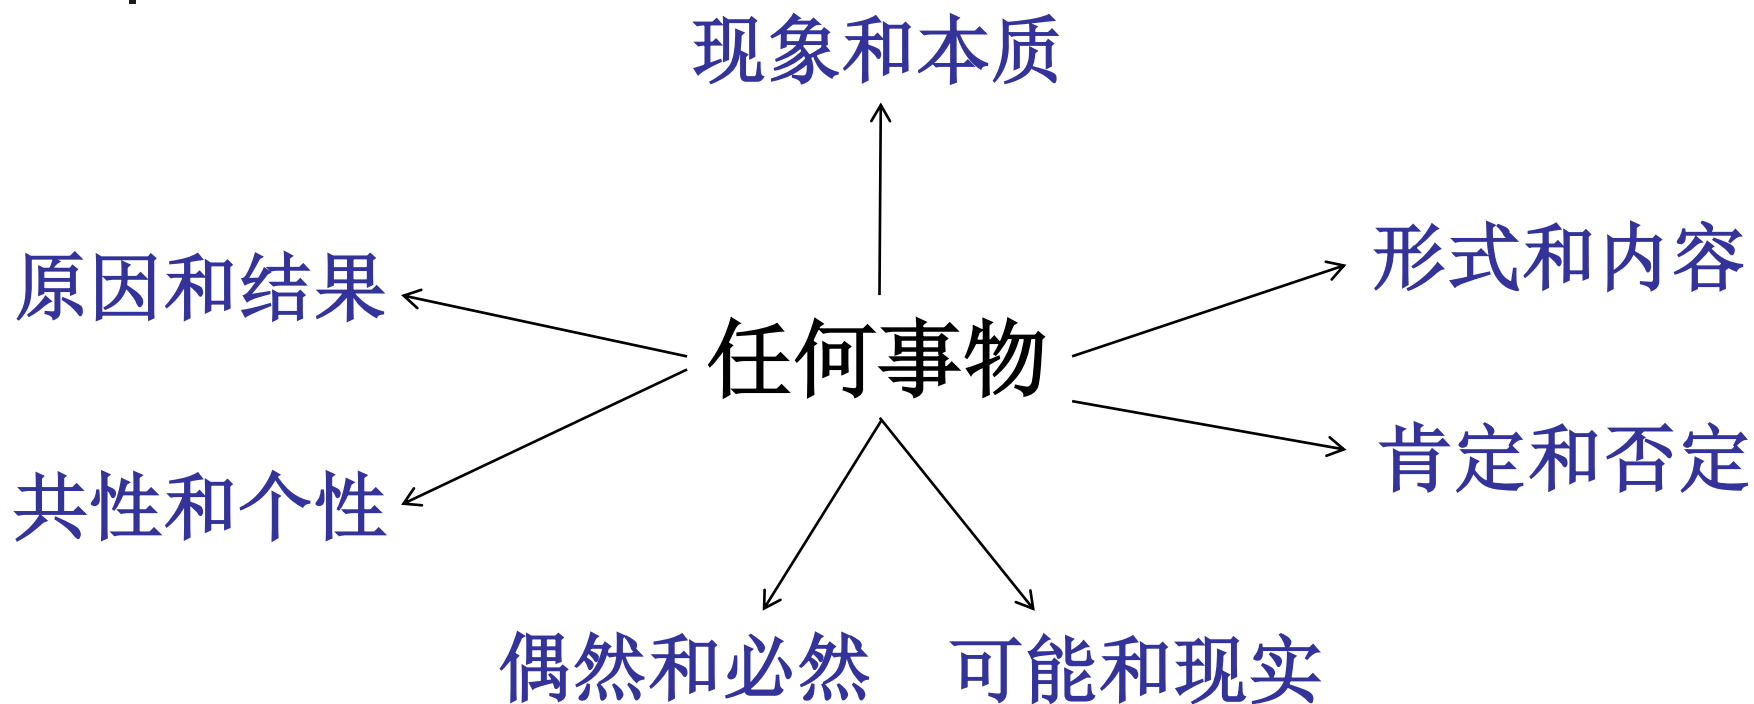 现象和本质
形式和内容
原因和结果
任何事物
肯定和否定
共性和个性
偶然和必然
可能和现实